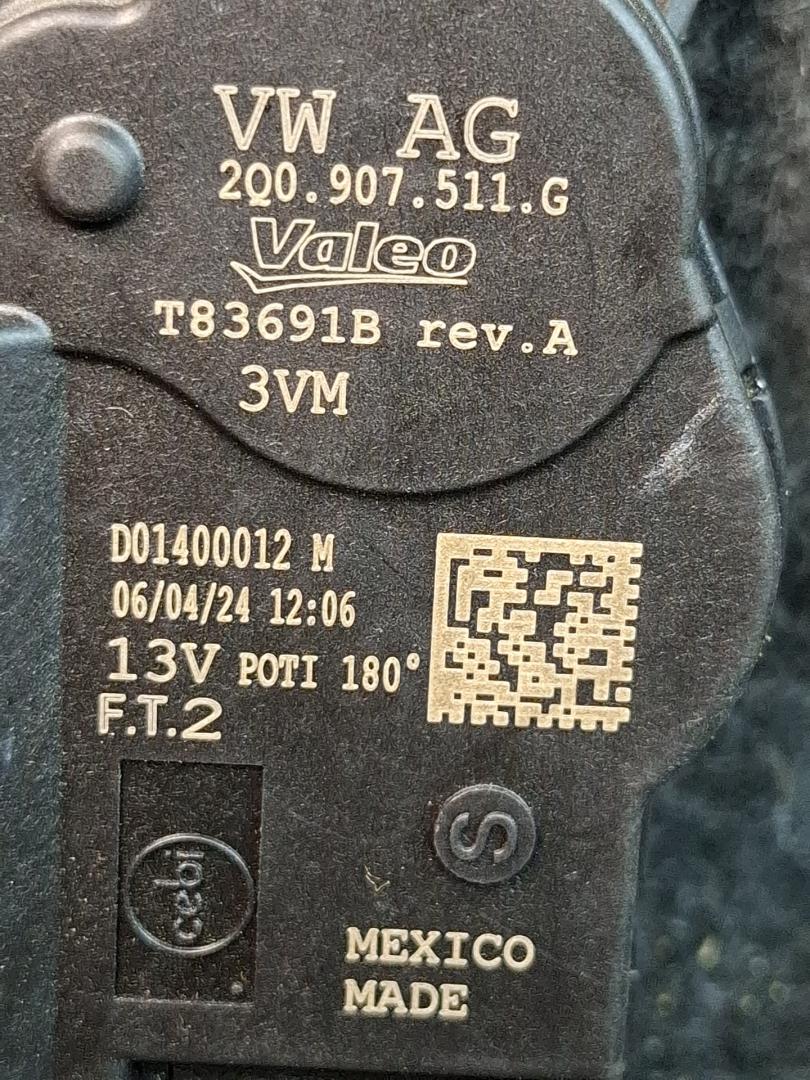 VW AG
2Q0.907.511.G
Valeo
T83691B rev.A
3VM
D01400012 M
06/04/24 12:06
13V POTI 180°
F.T.2
cebi
S
MEXICO
MADE